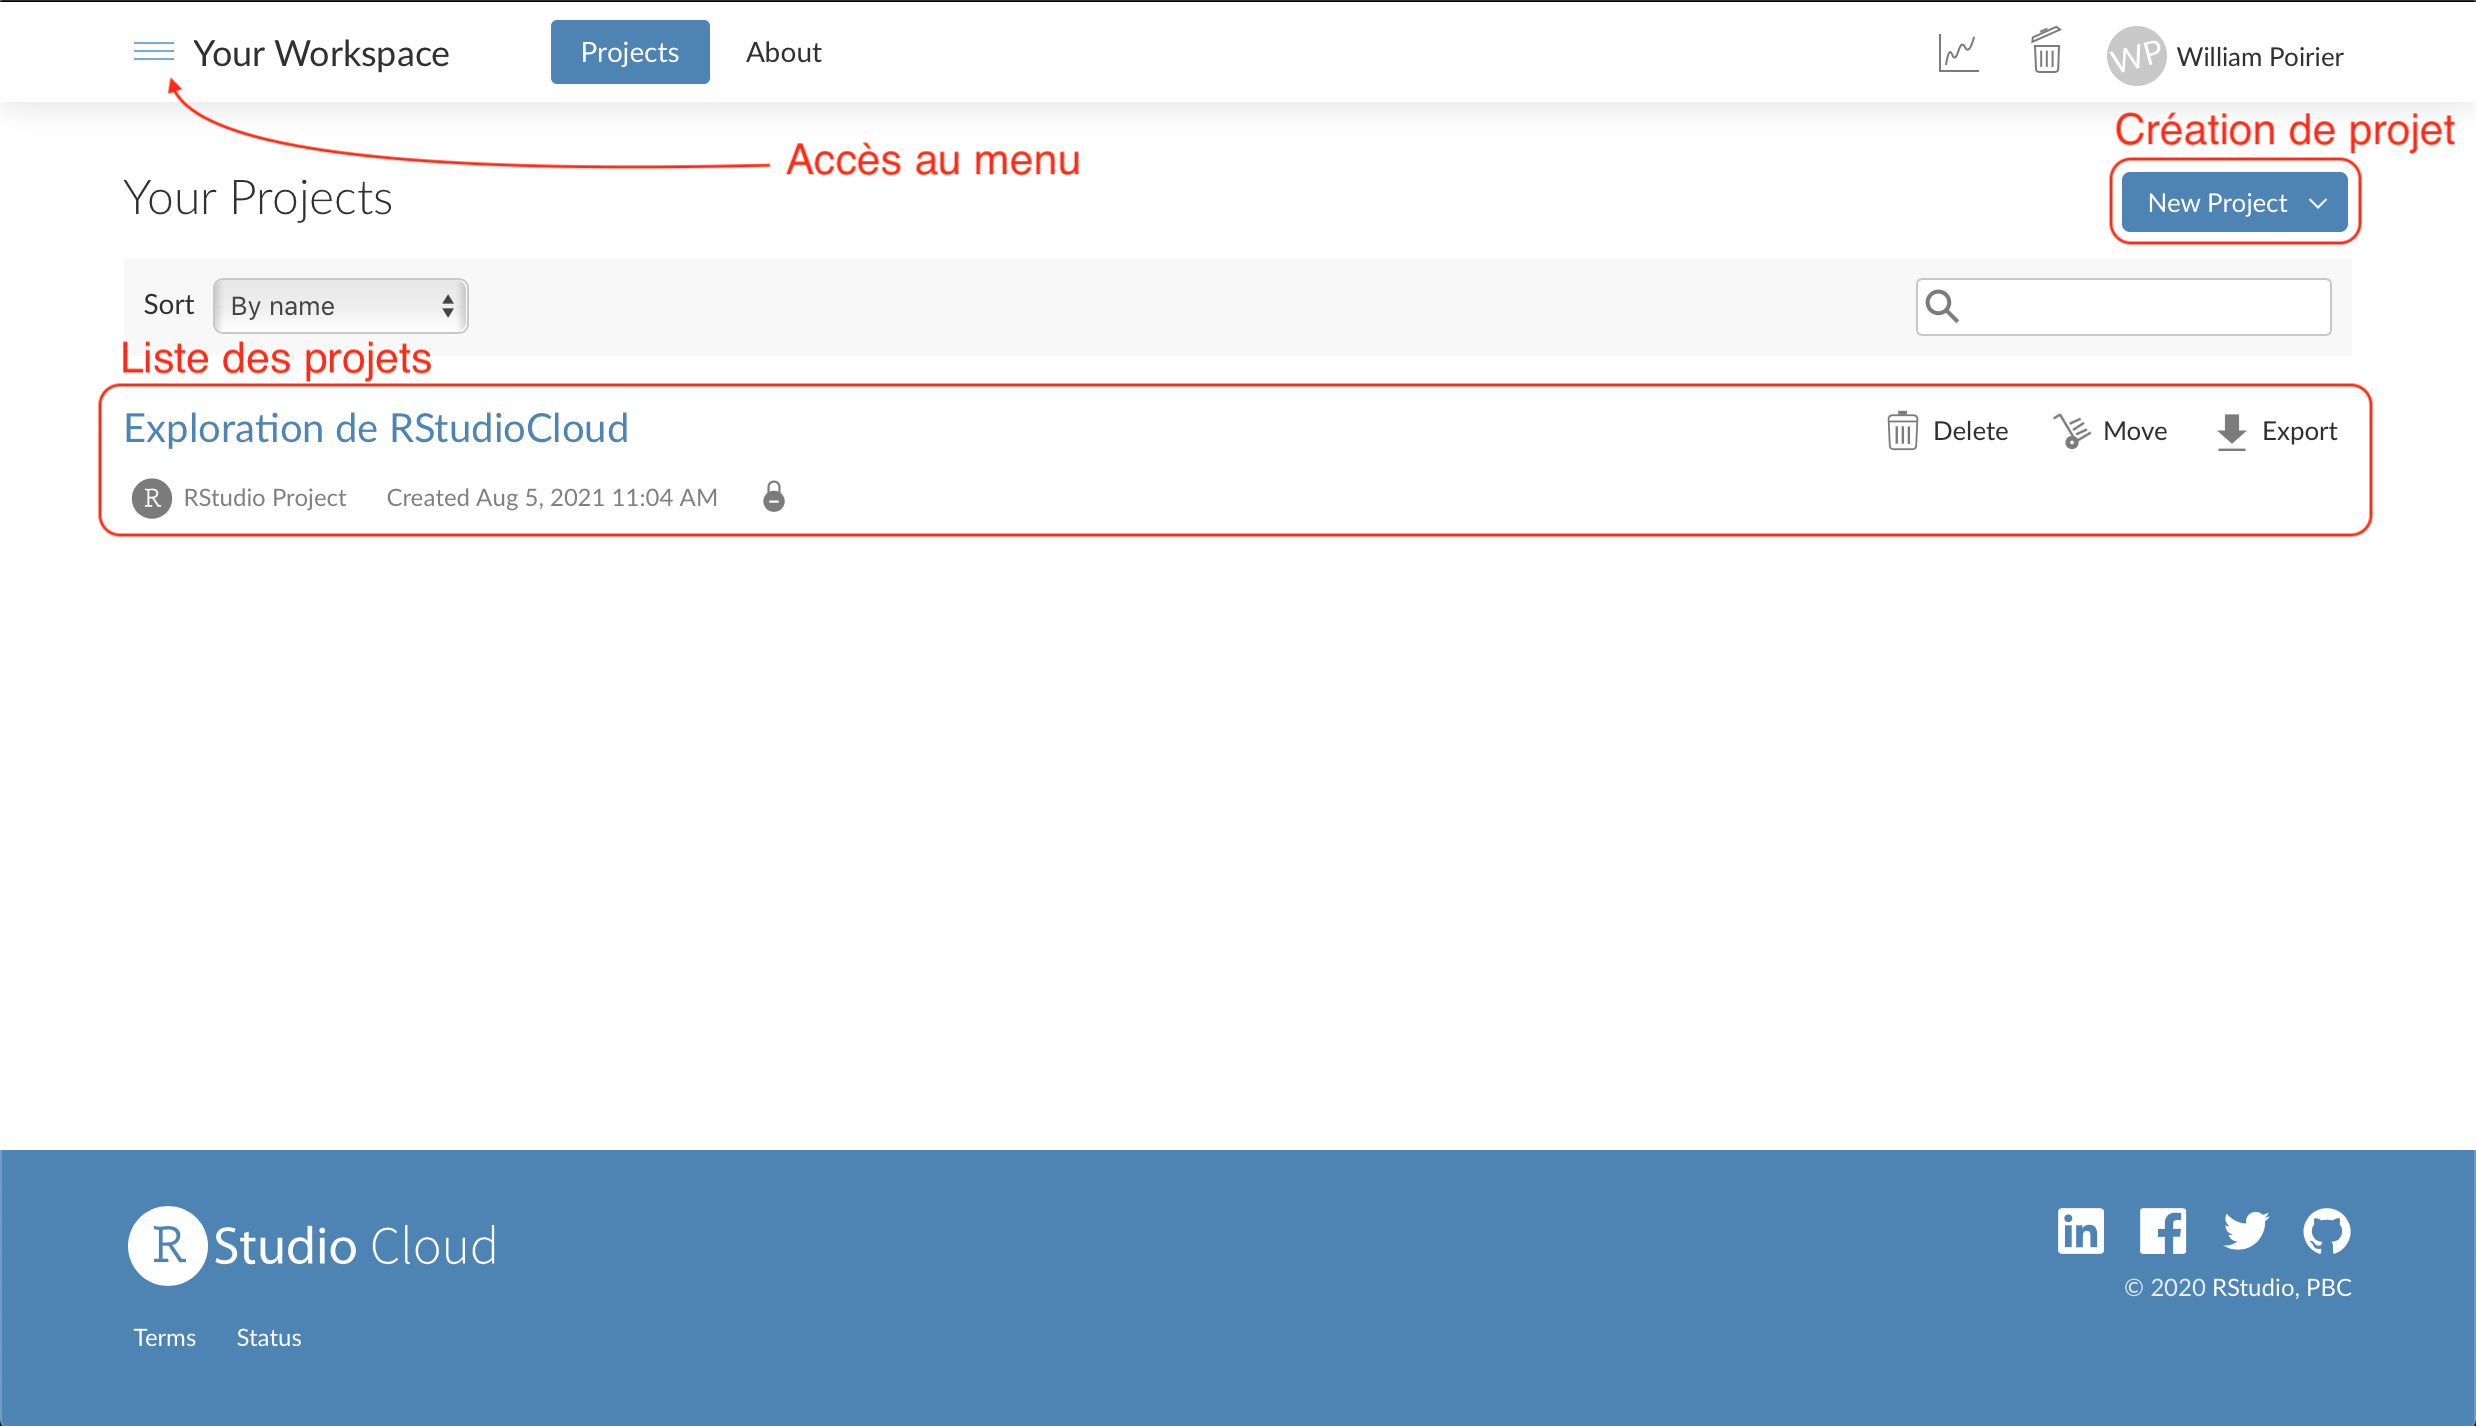 Your Workspace
Projects
About
WP
William Poirier
Création de projet
Accès au menu
Your Projects
New Project
Sort
By name
Liste des projets
Exploration de RStudioCloud
Delete
Move
Export
R
RStudio Project
Created Aug 5, 2021 11:04 AM
R Studio Cloud
in
f
© 2020 RStudio, PBC
Terms
Status